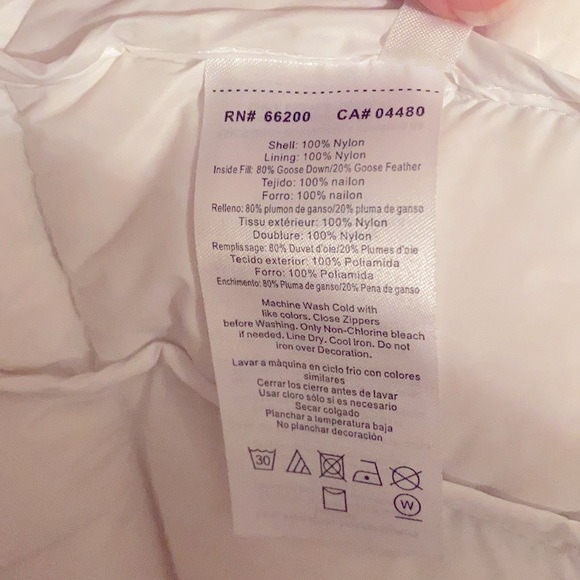 RN# 66200 CA# 04480
Shell: 100% Nylon
Lining: 100% Nylon
Inside Fill: 80% Goose Down/20% Goose Feather
Tejido: 100% nailon
Forro: 100% nailon
Relleno: 80% plumon de ganso/20% pluma de ganso
Tissu extérieur: 100% Nylon
Doublure: 100% Nylon
Remplissage: 80% Duvet d'oie/20% Plumes d'oie
Tecido exterior: 100% Poliamida
Forro: 100% Poliamida
Enchimento: 80% Pluma de ganso/20% Pena de ganso
Machine Wash Cold with
like colors. Close Zippers
before Washing. Only Non-Chlorine bleach
if needed. Line Dry. Cool Iron. Do not
iron over Decoration.
Lavar a màquina en ciclo frio con colores
similares
Cerrar los cierre antes de lavar
Usar cloro sólo si es necesario
Secar colgado
Planchar a temperatura baja
No planchar decoración
30
W